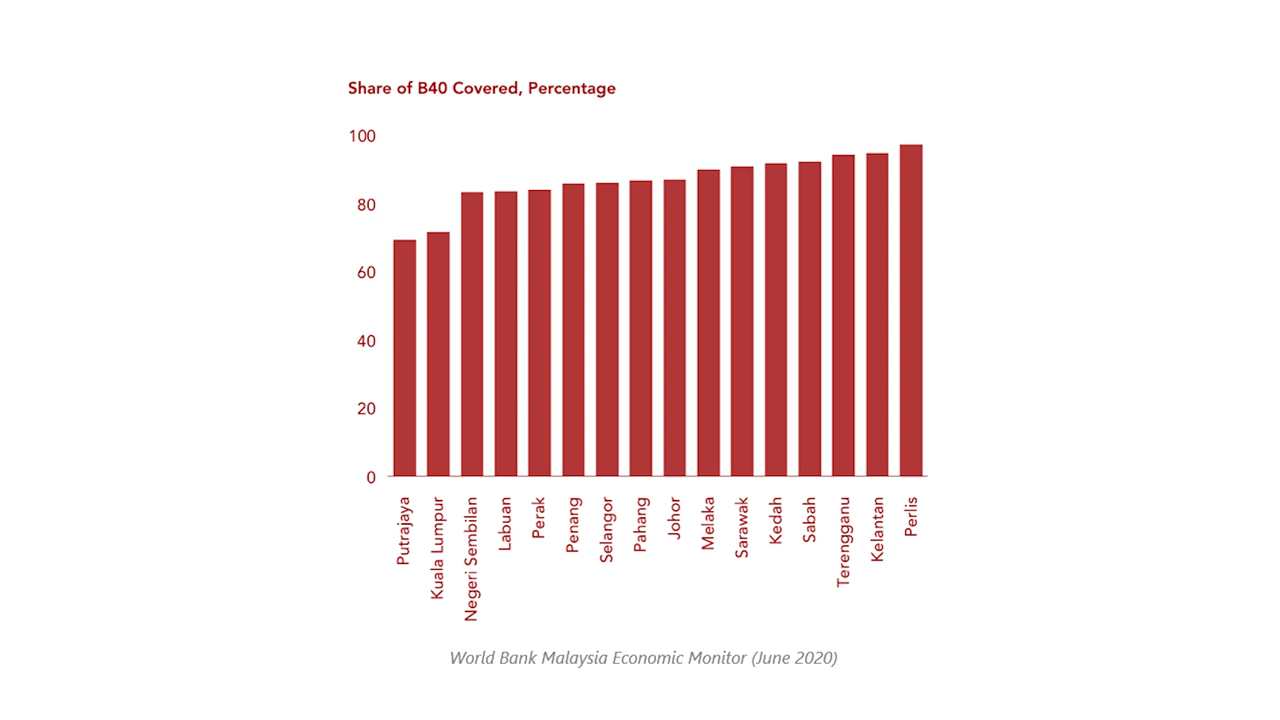 Share of B40 Covered, Percentage
100
80
60
40
20
0
Putrajaya
Kuala Lumpur
Negeri Sembilan
Labuan
Perak
Penang
Selangor
Pahang
Johor
Melaka
Sarawak
Kedah
Sabah
Terengganu
Kelantan
Perlis
World Bank Malaysia Economic Monitor (June 2020)